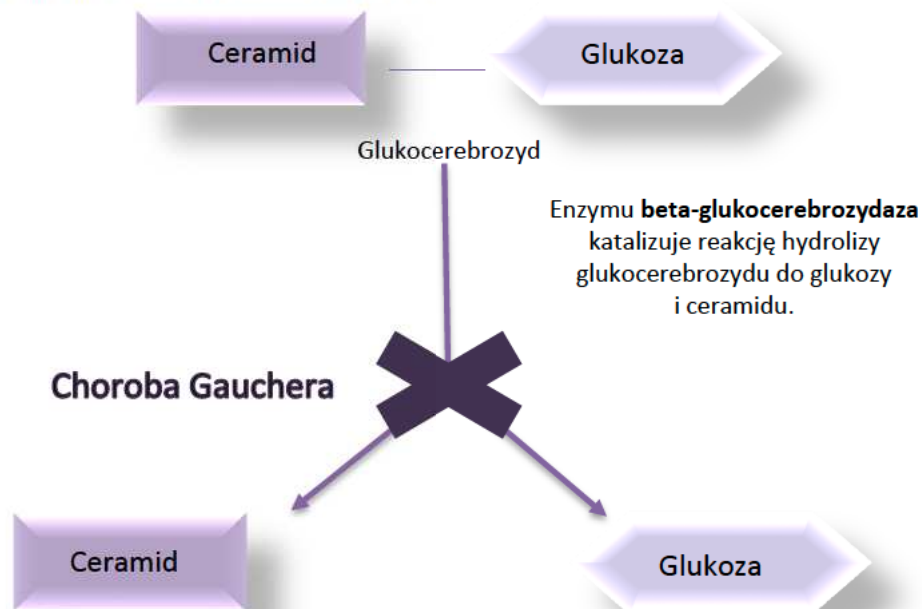 Ceramid
Glukoza
Glukocerebrozyd
Enzymu beta-glukocerebrozydaza
katalizuje reakcję hydrolizy
glukocerebrozydu do glukozy
i ceramidu.
Choroba Gauchera
Ceramid
Glukoza